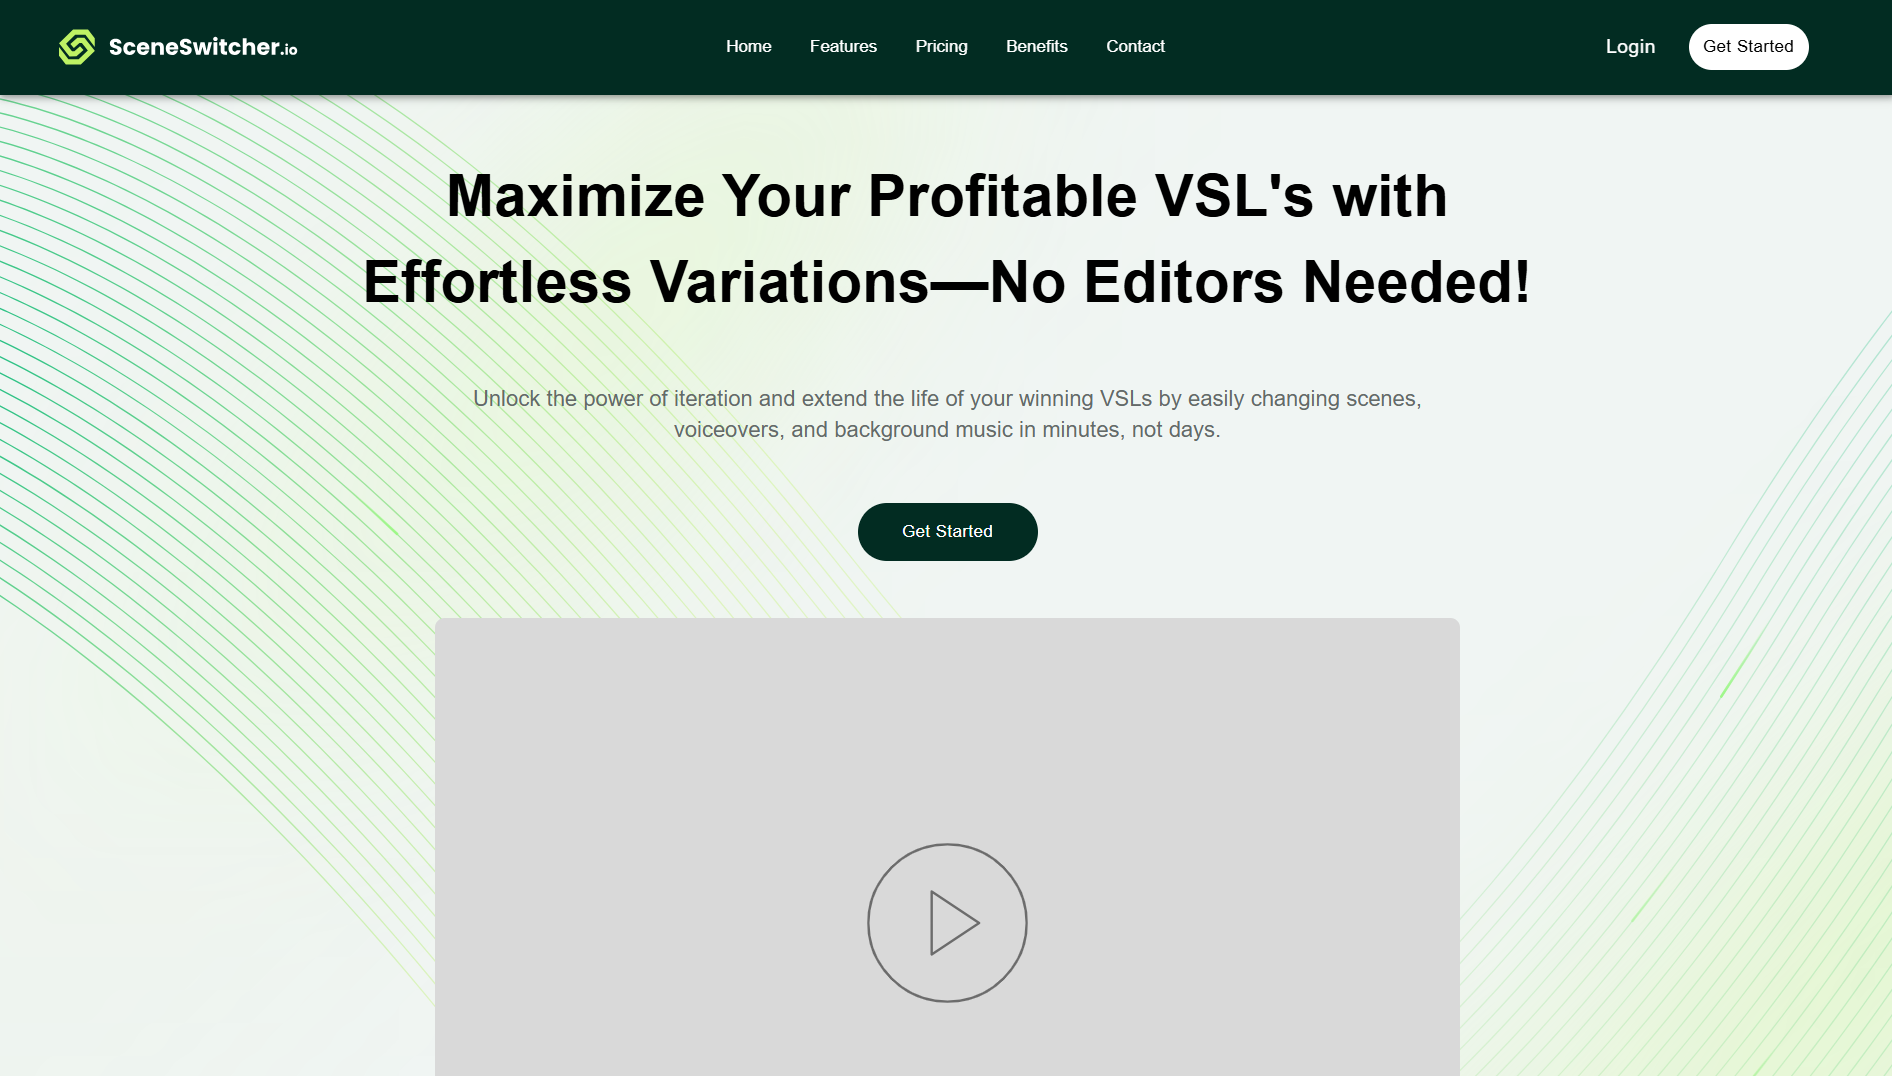 SceneSwitcher.io
Home Features Pricing Benefits Contact
Login Get Started
Maximize Your Profitable VSL's with
Effortless Variations—No Editors Needed!
Unlock the power of iteration and extend the life of your winning VSLs by easily changing scenes,
voiceovers, and background music in minutes, not days.
Get Started